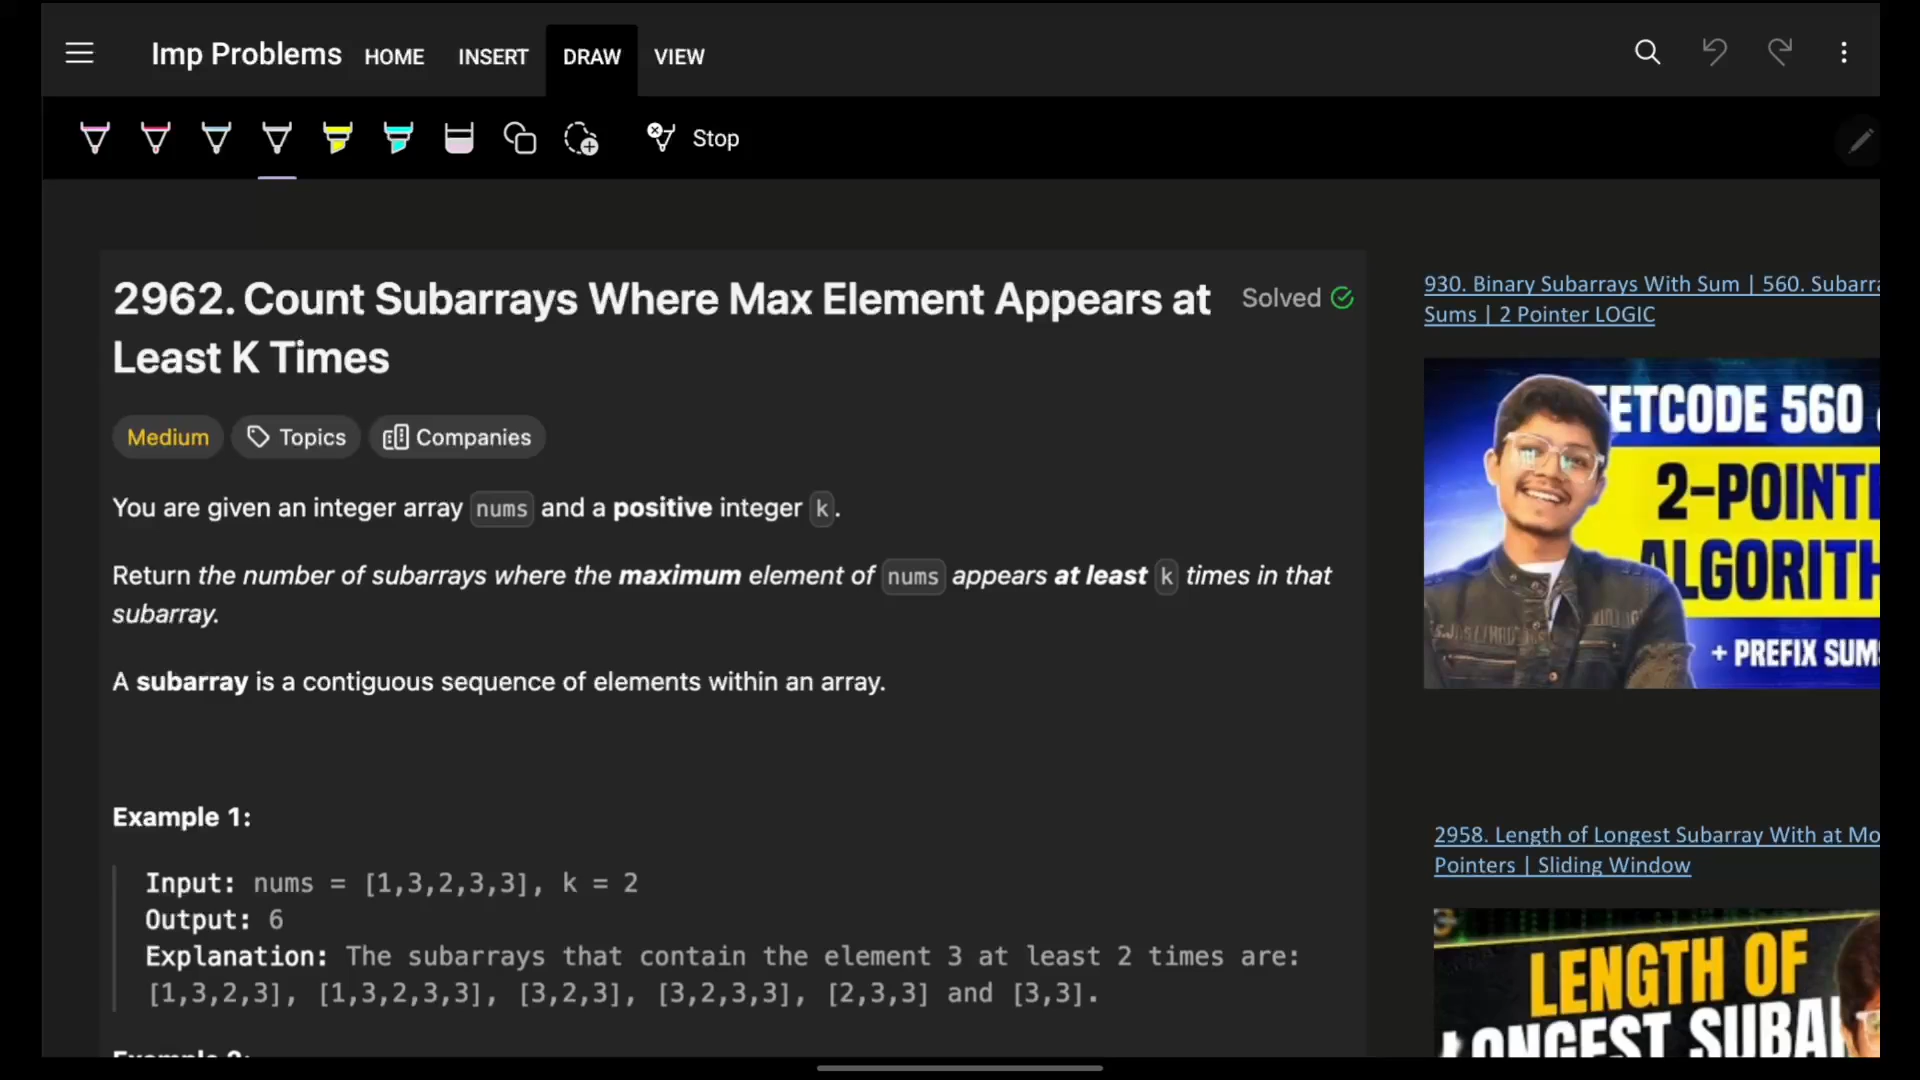 Imp Problems HOME INSERT DRAW VIEW
Stop
2962. Count Subarrays Where Max Element Appears at
Least K Times
Solved
Medium Topics Companies
You are given an integer array nums and a positive integer k.
Return the number of subarrays where the maximum element of nums appears at least k times in that
subarray.
A subarray is a contiguous sequence of elements within an array.
Example 1:
Input: nums = [1,3,2,3,3], k = 2
Output: 6
Explanation: The subarrays that contain the element 3 at least 2 times are:
[1,3,2,3], [1,3,2,3,3], [3,2,3], [3,2,3,3], [2,3,3] and [3,3].
930. Binary Subarrays With Sum | 560. Subarra
Sums | 2 Pointer LOGIC
EETCODE 560
2-POINT
ALGORITH
+ PREFIX SUM
2958. Length of Longest Subarray With at Mo
Pointers | Sliding Window
LENGTH OF
LONGEST SUBA